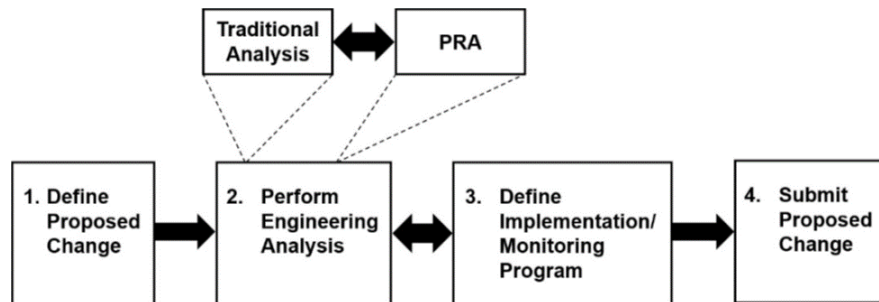 Traditional
Analysis
PRA
1. Define
Proposed
Change
2. Perform
Engineering
Analysis
3. Define
Implementation/
Monitoring
Program
4. Submit
Proposed
Change